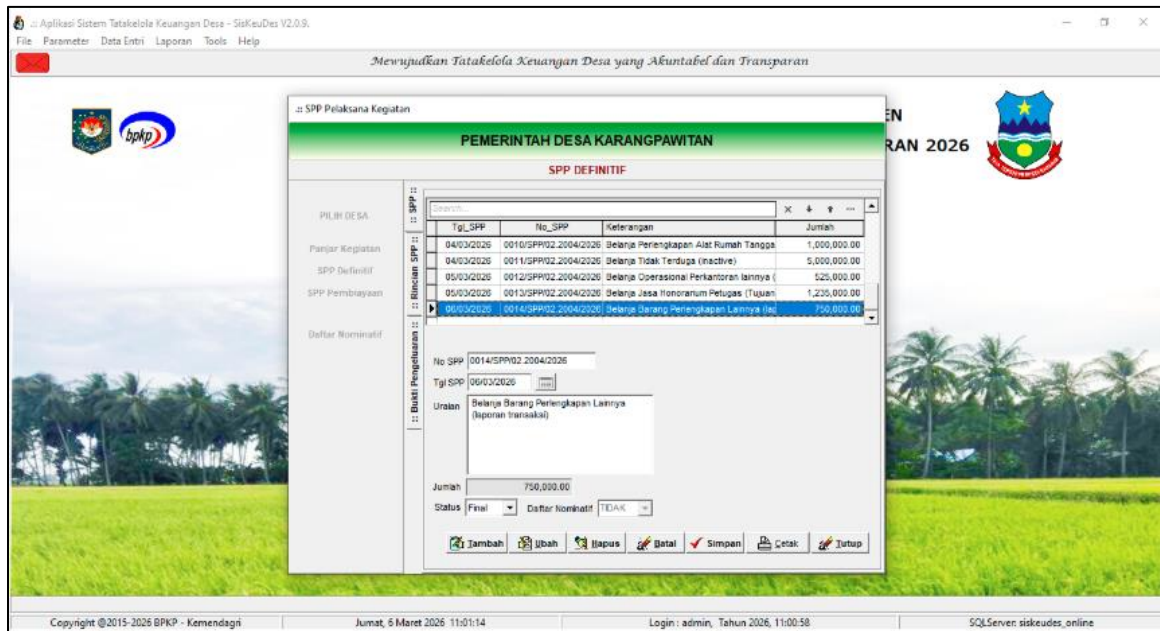 .:: Aplikasi Sistem Tatakelola Keuangan Desa - SisKeuDes V2.0.9.
File Parameter Data Entri Laporan Tools Help
Mewujudkan Tatakelola Keuangan Desa yang Akuntabel dan Transparan
bpkp
EN
RAN 2026
.:: SPP Pelaksana Kegiatan
PEMERINTAH DESA KARANGPAWITAN
SPP DEFINITIF
PILIH DESA
Panjar Kegiatan
SPP Definitif
SPP Pembiayaan
Daftar Nominatif
:: SPP ::
:: Rincian SPP ::
:: Bukti Pengeluaran ::
Search...
Tgl_SPP No_SPP Keterangan Jumlah
04/03/2026 0010/SPP/02.2004/2026 Belanja Perlengkapan Alat Rumah Tangga 1,000,000.00
04/03/2026 0011/SPP/02.2004/2026 Belanja Tidak Terduga (inactive) 5,000,000.00
05/03/2026 0012/SPP/02.2004/2026 Belanja Operasional Perkantoran lainnya ( 525,000.00
05/03/2026 0013/SPP/02.2004/2026 Belanja Jasa Honorarium Petugas (Tujuan 1,235,000.00
06/03/2026 0014/SPP/02.2004/2026 Belanja Barang Perlengkapan Lainnya (lap 750,000.00
No SPP 0014/SPP/02.2004/2026
Tgl SPP 06/03/2026
Uraian Belanja Barang Perlengkapan Lainnya
(laporan transaksi)
Jumlah 750,000.00
Status Final Daftar Nominatif TIDAK
Tambah Ubah Hapus Batal Simpan Cetak Tutup
Copyright @2015-2026 BPKP - Kemendagri Jumat, 6 Maret 2026 11:01:14 Login : admin, Tahun 2026, 11:00:58 SQLServer: siskeudes_online